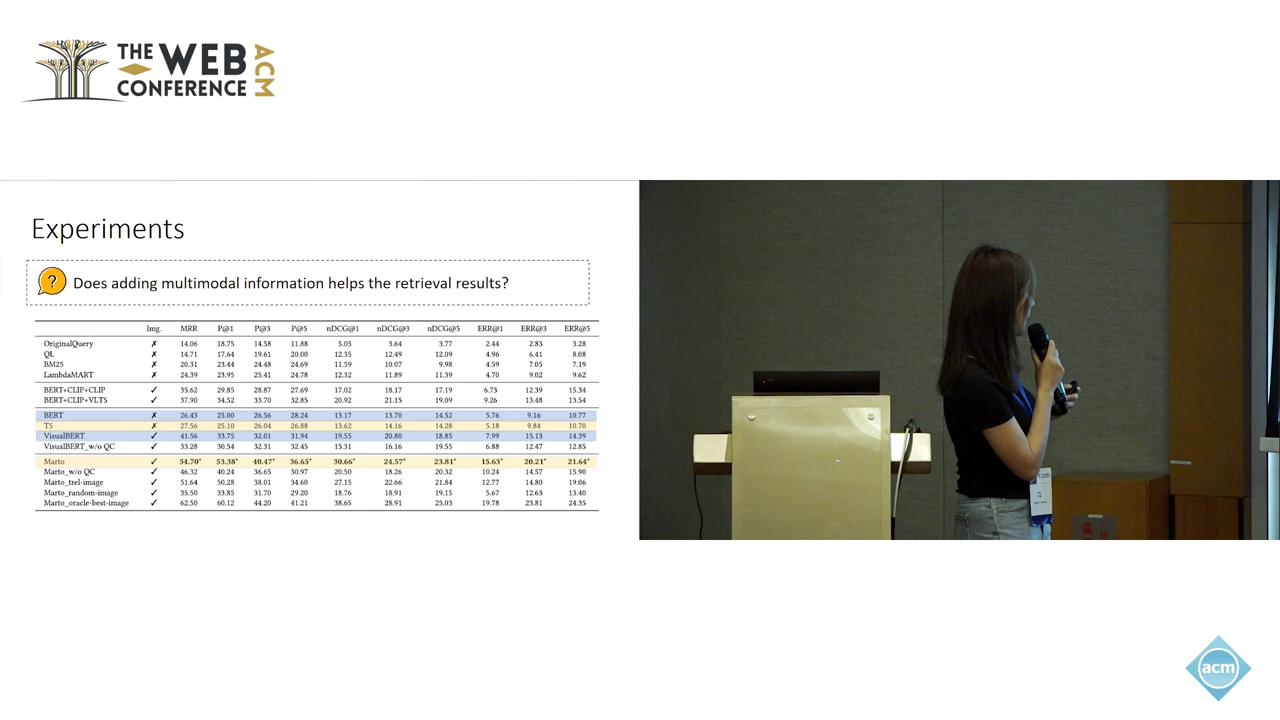 THE WEB CONFERENCE ACM
Experiments
? Does adding multimodal information helps the retrieval results?
Img. MRR P@1 P@3 P@5 nDCG@1 nDCG@3 nDCG@5 ERR@1 ERR@3 ERR@5
OriginalQuery ✗ 14.06 18.75 14.58 11.88 5.05 3.64 3.77 2.44 2.83 3.28
QL ✗ 14.71 17.64 19.61 20.00 12.35 12.49 12.09 4.96 6.41 8.08
BM25 ✗ 20.31 23.44 24.48 24.69 11.59 10.07 9.98 4.59 7.05 7.19
LambdaMART ✗ 24.39 23.95 25.41 24.78 12.32 11.89 11.39 4.70 9.02 9.62
BERT+CLIP+CLIP ✓ 35.62 29.85 28.87 27.69 17.02 18.17 17.19 6.73 12.39 15.34
BERT+CLIP+VLT5 ✓ 37.90 34.52 33.70 32.85 20.92 21.15 19.09 9.26 13.48 13.54
BERT ✗ 26.43 25.00 26.56 28.24 13.17 13.70 14.52 5.76 9.16 10.77
T5 ✗ 27.56 25.10 26.04 26.88 13.62 14.16 14.28 5.18 9.84 10.70
VisualBERT ✓ 41.56 33.75 32.01 31.94 19.55 20.80 18.85 7.99 15.13 14.39
VisualBERT_w/o QC ✓ 33.28 30.54 32.31 32.45 15.31 16.16 19.55 6.88 12.47 12.85
Marto ✓ 54.70* 53.38* 40.47* 36.65* 30.66* 24.57* 23.81* 15.63* 20.21* 21.64*
Marto_w/o QC ✓ 46.32 40.24 36.65 30.97 20.50 18.26 20.32 10.24 14.57 15.90
Marto_trel-image ✓ 51.64 50.28 38.01 34.60 27.15 22.66 21.84 12.77 14.80 19.06
Marto_random-image ✓ 35.50 33.85 31.70 29.20 18.76 18.91 19.15 5.67 12.63 13.40
Marto_oracle-best-image ✓ 62.50 60.12 44.20 41.21 38.65 28.91 25.03 19.78 23.81 24.35
acm